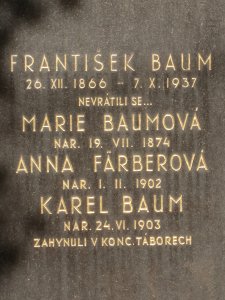 FRANTIŠEK BAUM
26. XII. 1866 – 7. X. 1937
NEVRÁTILI SE...
MARIE BAUMOVÁ
NAR. 19. VII. 1874
ANNA FÄRBEROVÁ
NAR. 1. II. 1902
KAREL BAUM
NAR. 24. VI. 1903
ZAHYNULI V KONC. TÁBORECH